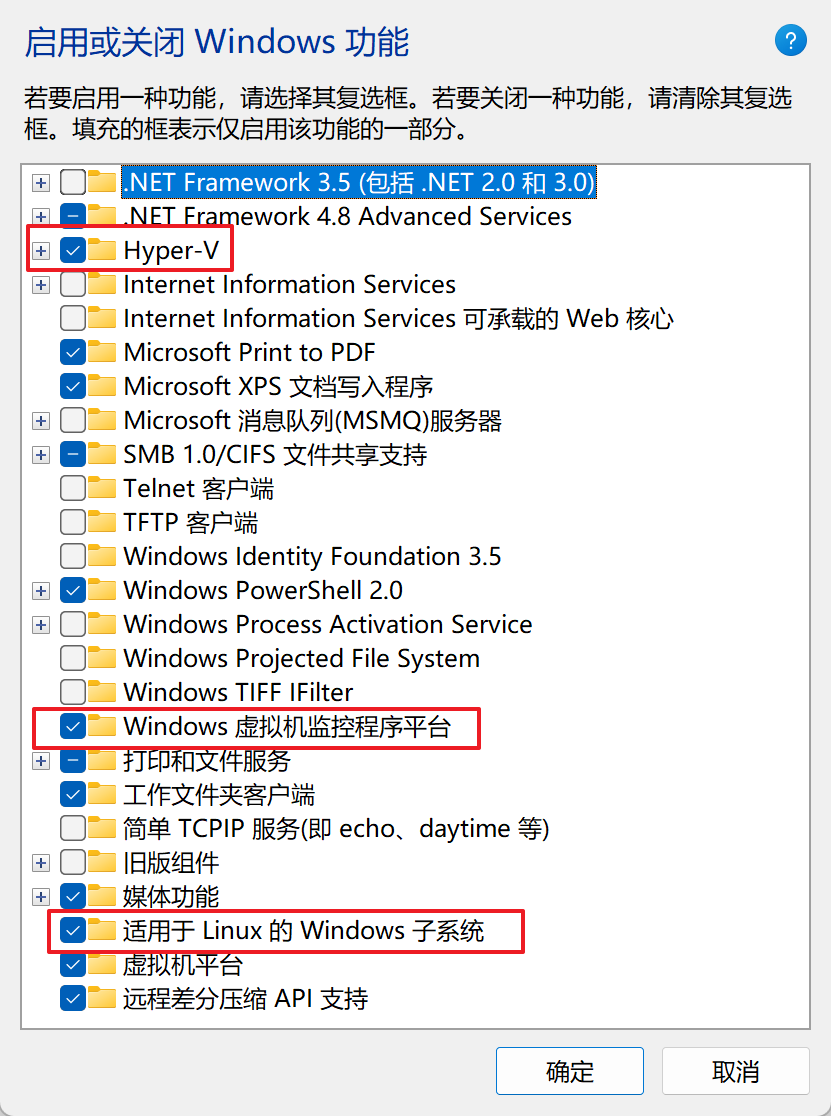 启用或关闭 Windows 功能
?
若要启用一种功能，请选择其复选框。若要关闭一种功能，请清除其复选
框。填充的框表示仅启用该功能的一部分。
.NET Framework 3.5 (包括 .NET 2.0 和 3.0)
.NET Framework 4.8 Advanced Services
Hyper-V
Internet Information Services
Internet Information Services 可承载的 Web 核心
Microsoft Print to PDF
Microsoft XPS 文档写入程序
Microsoft 消息队列(MSMQ)服务器
SMB 1.0/CIFS 文件共享支持
Telnet 客户端
TFTP 客户端
Windows Identity Foundation 3.5
Windows PowerShell 2.0
Windows Process Activation Service
Windows Projected File System
Windows TIFF IFilter
Windows 虚拟机监控程序平台
打印和文件服务
工作文件夹客户端
简单 TCPIP 服务(即 echo、daytime 等)
旧版组件
媒体功能
适用于 Linux 的 Windows 子系统
虚拟机平台
远程差分压缩 API 支持
确定
取消